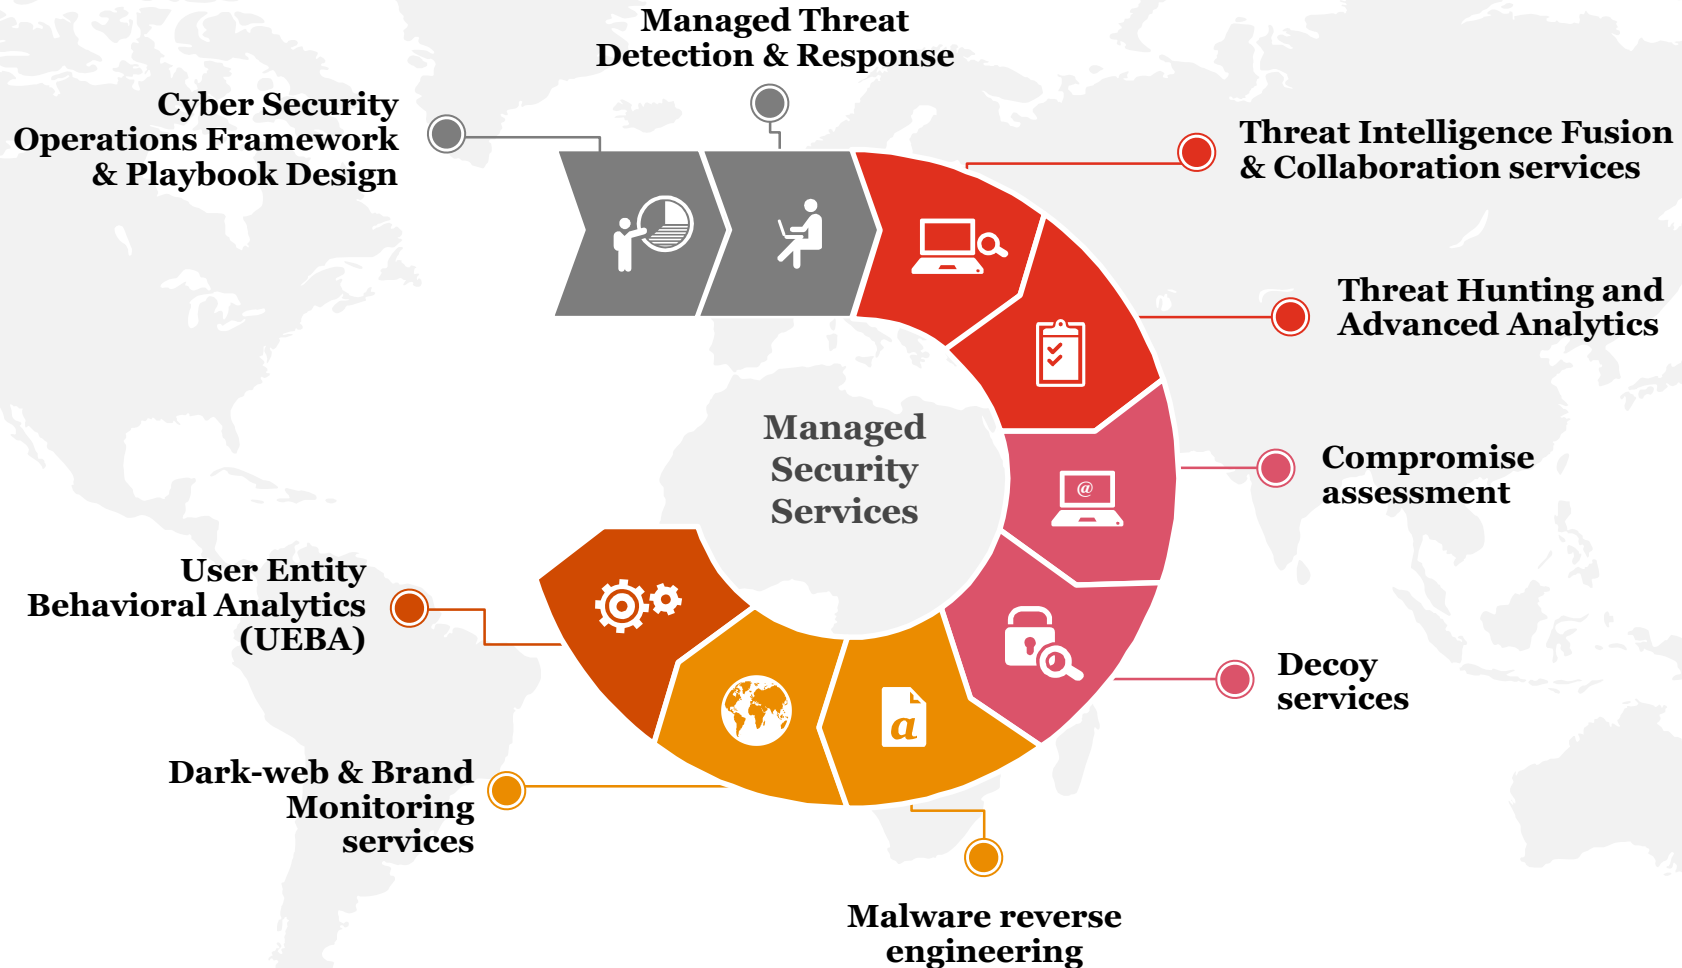 Managed Threat
Detection & Response
Cyber Security
Operations Framework
& Playbook Design
Threat Intelligence Fusion
& Collaboration services
Threat Hunting and
Advanced Analytics
Managed
Security
Services
Compromise
assessment
@
User Entity
Behavioral Analytics
(UEBA)
Decoy
services
a
Dark-web & Brand
Monitoring
services
Malware reverse
engineering